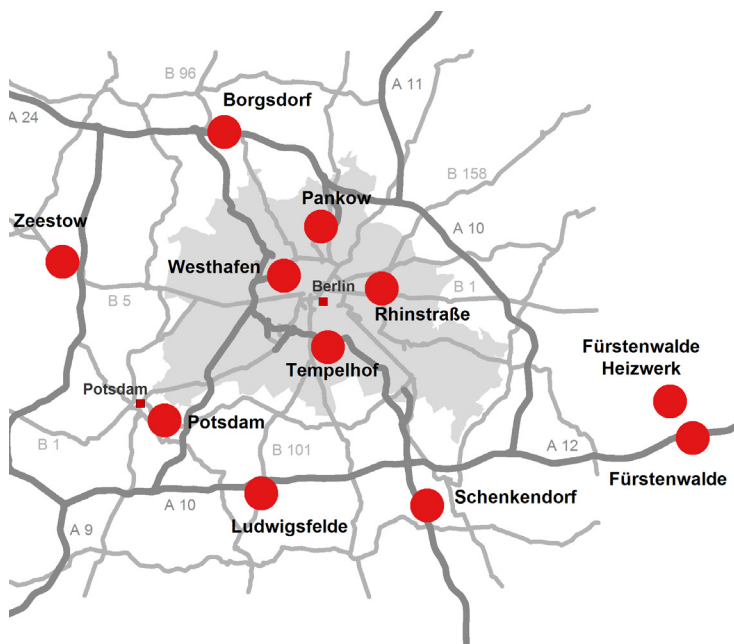 B 96
A 11
Borgsdorf
A 24
B 158
Pankow
Zeestow
A 10
Westhafen
Berlin
B 5
B 1
Rhinstraße
Tempelhof
Fürstenwalde
Heizwerk
Potsdam
Potsdam
B 1
B 101
A 12
Fürstenwalde
A 10
Schenkendorf
Ludwigsfelde
A 9